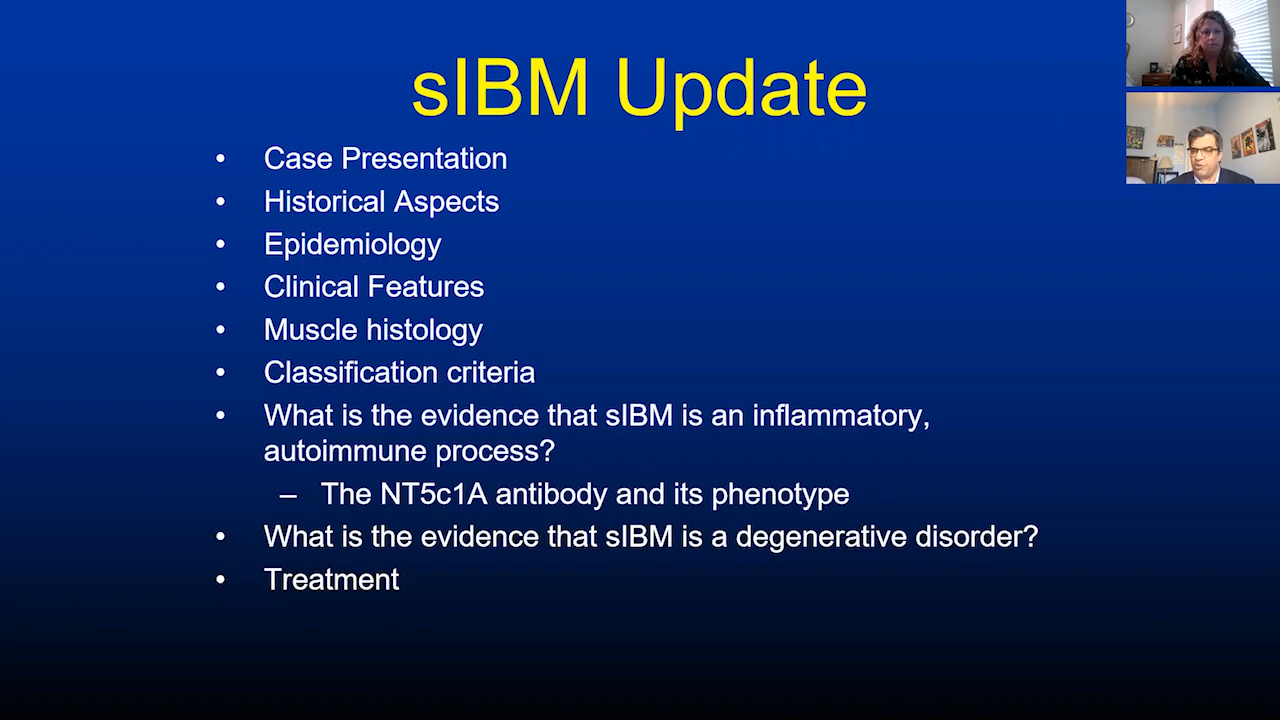 sIBM Update
• Case Presentation
• Historical Aspects
• Epidemiology
• Clinical Features
• Muscle histology
• Classification criteria
• What is the evidence that sIBM is an inflammatory,
autoimmune process?
– The NT5c1A antibody and its phenotype
• What is the evidence that sIBM is a degenerative disorder?
• Treatment